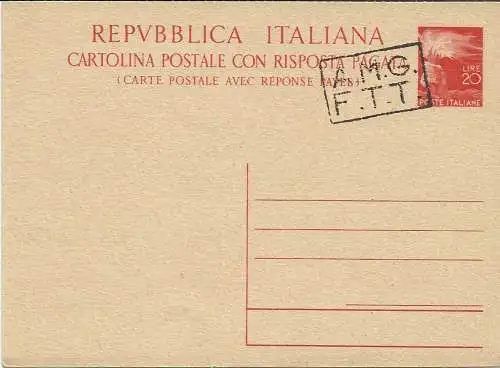 REPVBBLICA ITALIANA
CARTOLINA POSTALE CON RISPOSTA PAGATA
(CARTE POSTALE AVEC REPONSE PAYEE)
A.M.G.
F.T.T.
LIRE
20
POSTE ITALIANE